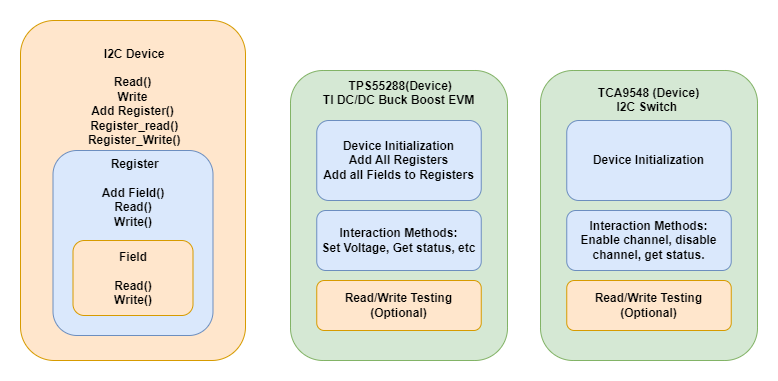 I2C Device
Read()
Write
Add Register()
Register_read()
Register_Write()
Register
Add Field()
Read()
Write()
Field
Read()
Write()
TPS55288(Device)
TI DC/DC Buck Boost EVM
Device Initialization
Add All Registers
Add all Fields to Registers
Interaction Methods:
Set Voltage, Get status, etc
Read/Write Testing
(Optional)
TCA9548 (Device)
I2C Switch
Device Initialization
Interaction Methods:
Enable channel, disable
channel, get status.
Read/Write Testing
(Optional)